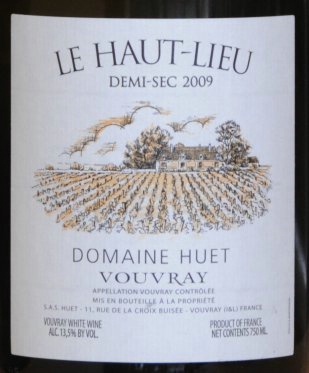 LE HAUT-LIEU
DEMI-SEC 2009
DOMAINE HUET
VOUVRAY
APPELLATION VOUVRAY CONTRÔLÉE
MIS EN BOUTEILLE À LA PROPRIÉTÉ
S.A.S. HUET - 11, RUE DE LA CROIX BUISÉE - VOUVRAY (I&L) FRANCE
VOUVRAY WHITE WINE PRODUCT OF FRANCE
ALC. 13,5% BY VOL. NET CONTENTS 750 ML.